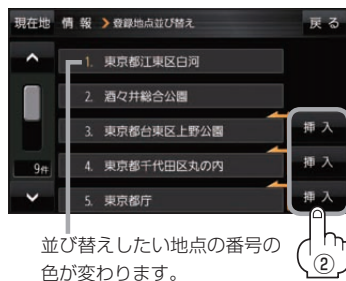 現在地 情 報 登録地点並び替え 戻 る
1. 東京都江東区白河
2. 酒々井総合公園
3. 東京都台東区上野公園 挿 入
4. 東京都千代田区丸の内 挿 入
9件
5. 東京都庁 挿 入
並び替えしたい地点の番号の
色が変わります。
②